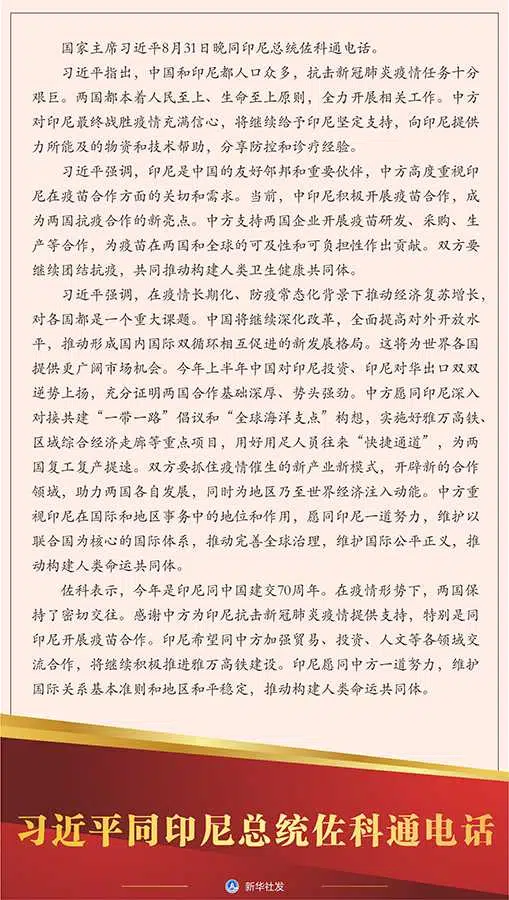 国家主席习近平8月31日晚同印尼总统佐科通电话。
习近平指出，中国和印尼都人口众多，抗击新冠肺炎疫情任务十分
艰巨。两国都本着人民至上、生命至上原则，全力开展相关工作。中方
对印尼最终战胜疫情充满信心，将继续给予印尼坚定支持，向印尼提供
力所能及的物资和技术帮助，分享防控和诊疗经验。
习近平强调，印尼是中国的友好邻邦和重要伙伴，中方高度重视印
尼在疫苗合作方面的关切和需求。当前，中印尼积极开展疫苗合作，成
为两国抗疫合作的新亮点。中方支持两国企业开展疫苗研发、采购、生
产等合作，为疫苗在两国和全球的可及性和可负担性作出贡献。双方要
继续团结抗疫，共同推动构建人类卫生健康共同体。
习近平强调，在疫情长期化、防疫常态化背景下推动经济复苏增长，
对各国都是一个重大课题。中国将继续深化改革，全面提高对外开放水
平，推动形成国内国际双循环相互促进的新发展格局。这将为世界各国
提供更广阔市场机会。今年上半年中国对印尼投资、印尼对华出口双双
逆势上扬，充分证明两国合作基础深厚、势头强劲。中方愿同印尼深入
对接共建“一带一路”倡议和“全球海洋支点”构想，实施好雅万高铁、
区域综合经济走廊等重点项目，用好用足人员往来“快捷通道”，为两
国复工复产提速。双方要抓住疫情催生的新产业新模式，开辟新的合作
领域，助力两国各自发展，同时为地区乃至世界经济注入动能。中方重
视印尼在国际和地区事务中的地位和作用，愿同印尼一道努力，维护以
联合国为核心的国际体系，推动完善全球治理，维护国际公平正义，推
动构建人类命运共同体。
佐科表示，今年是印尼同中国建交70周年。在疫情形势下，两国保
持了密切交往。感谢中方为印尼抗击新冠肺炎疫情提供支持，特别是同
印尼开展疫苗合作。印尼希望同中方加强贸易、投资、人文等各领域交
流合作，将继续积极推进雅万高铁建设。印尼愿同中方一道努力，维护
国际关系基本准则和地区和平稳定，推动构建人类命运共同体。
习近平同印尼总统佐科通电话
新华社发